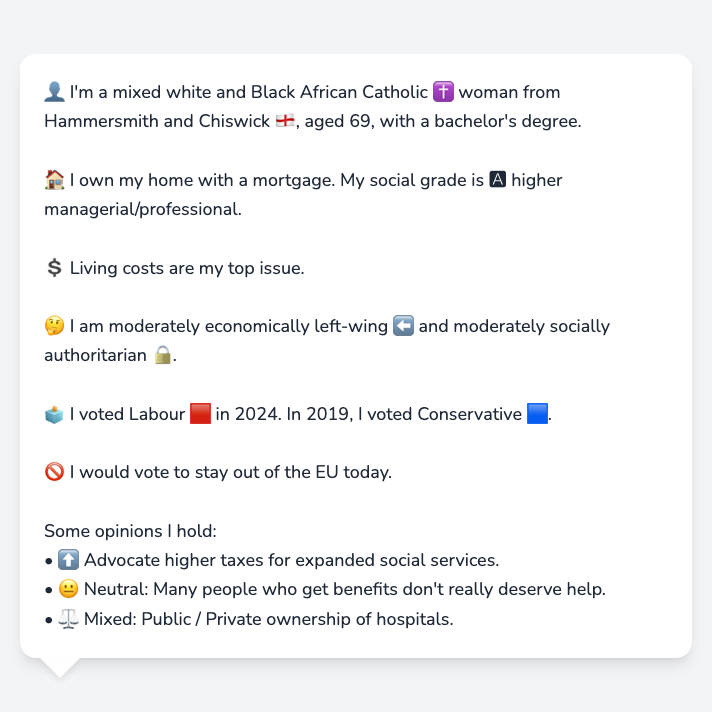 👤 I'm a mixed white and Black African Catholic ✝️ woman from
Hammersmith and Chiswick 🏴󠁧󠁢󠁥󠁮󠁧󠁿, aged 69, with a bachelor's degree.
🏠 I own my home with a mortgage. My social grade is 🅰 higher
managerial/professional.
💲 Living costs are my top issue.
🤔 I am moderately economically left-wing ⬅️ and moderately socially
authoritarian 🔒.
🗳️ I voted Labour 🟥 in 2024. In 2019, I voted Conservative 🟦.
🚫 I would vote to stay out of the EU today.
Some opinions I hold:
• ⬆️ Advocate higher taxes for expanded social services.
• 😐 Neutral: Many people who get benefits don't really deserve help.
• ⚖️ Mixed: Public / Private ownership of hospitals.